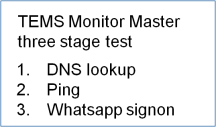 TEMS Monitor Master
three stage test
1. DNS lookup
2. Ping
3. Whatsapp signon